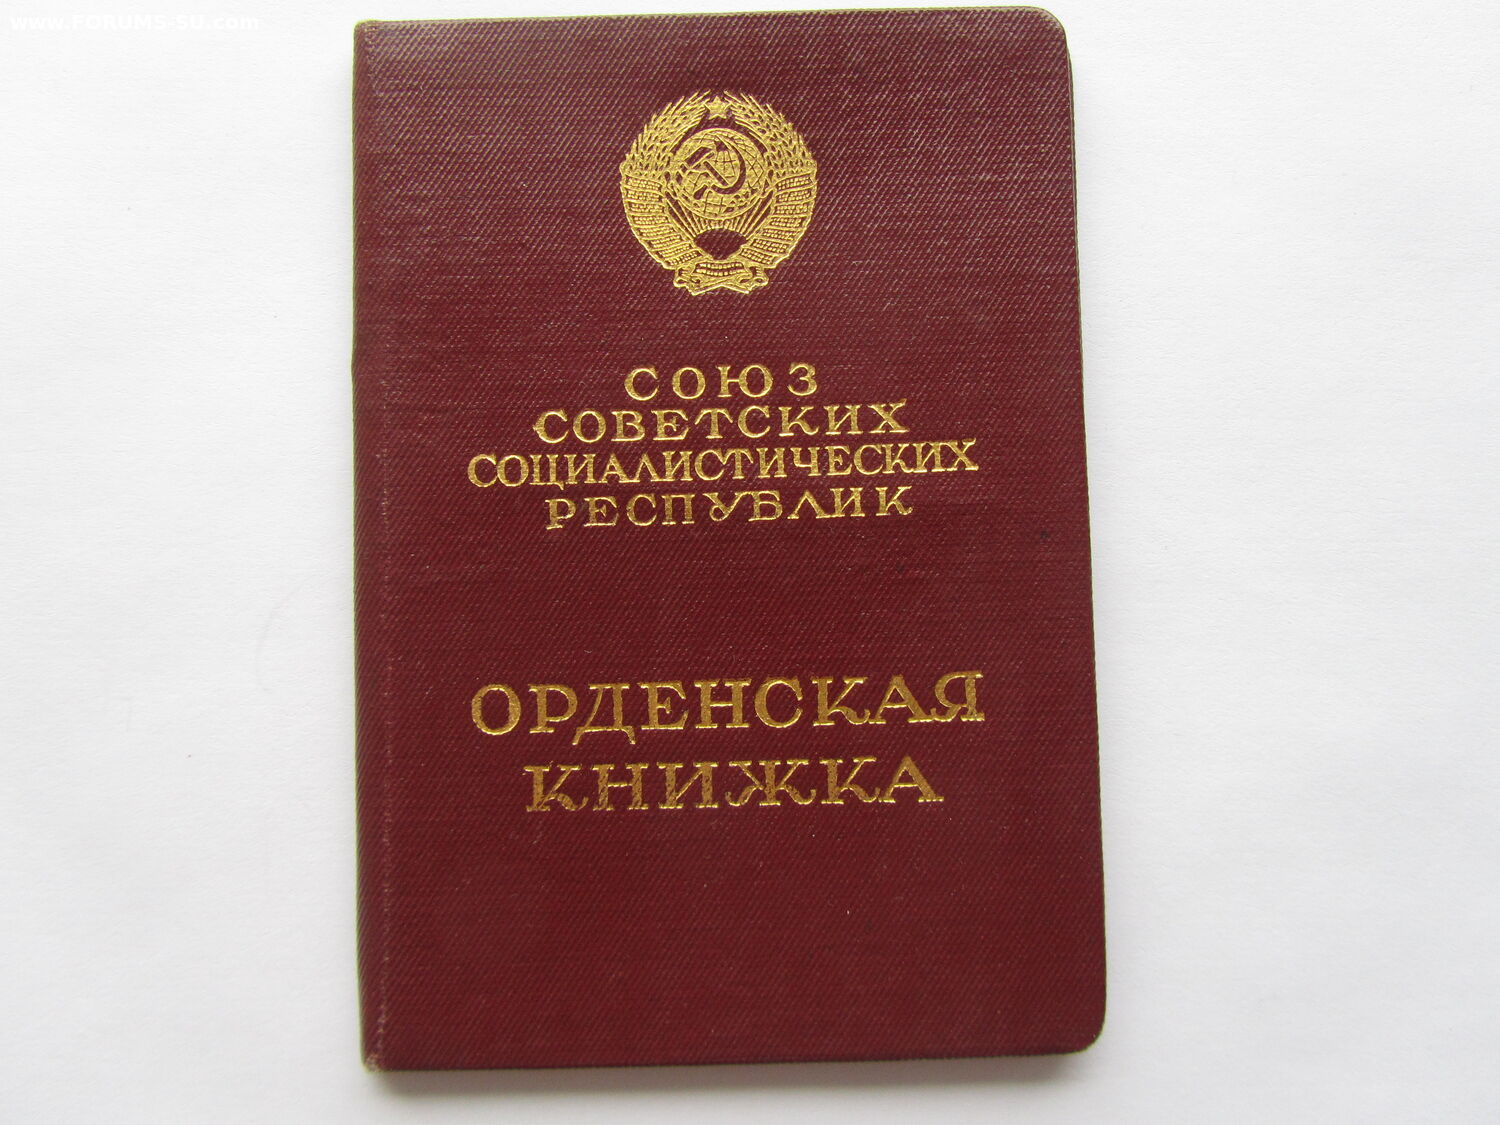 www.FORUMS-SU.com
СОЮЗ
СОВЕТСКИХ
СОЦИАЛИСТИЧЕСКИХ
РЕСПУБЛИК
ОРДЕНСКАЯ
КНИЖКА